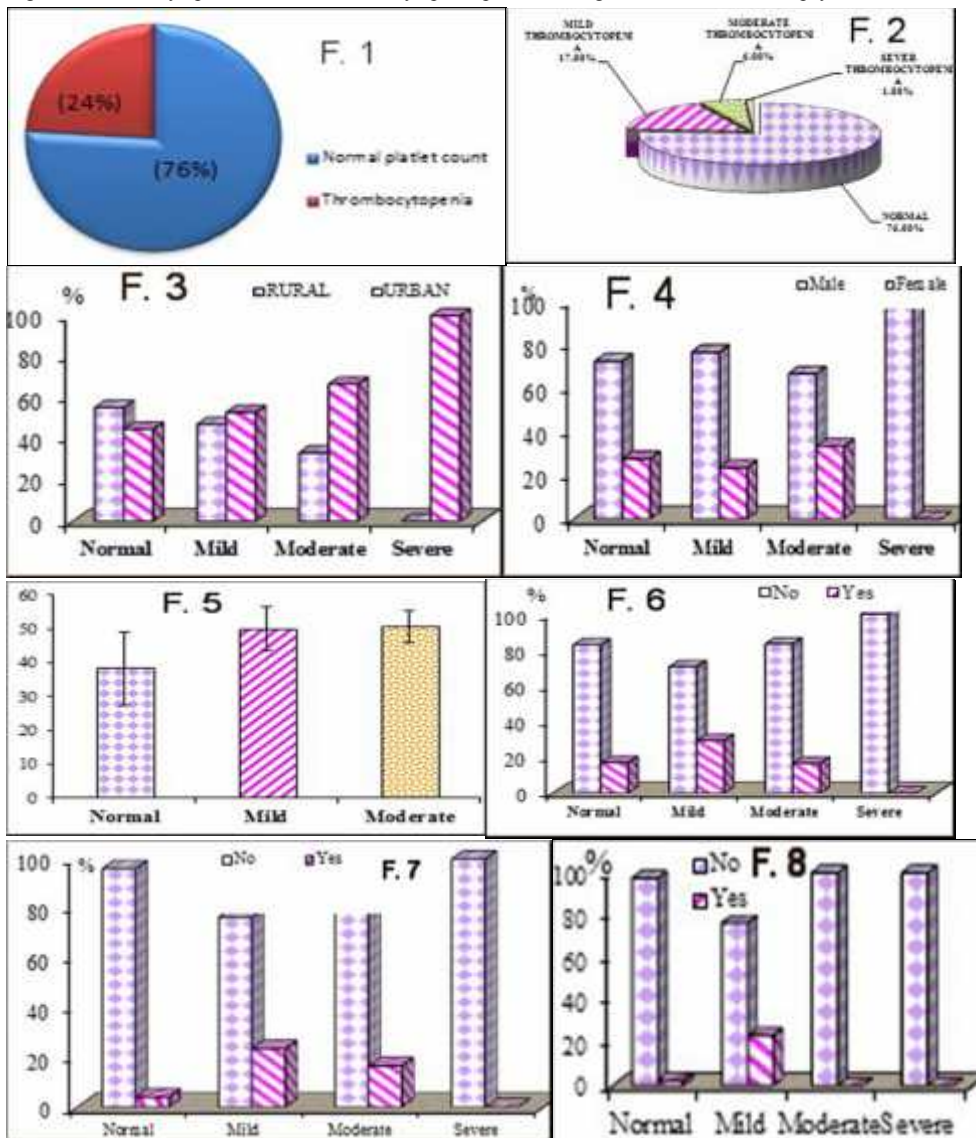 F. 1
(24%)
(76%)
Normal platlet count
Thrombocytopenia
F. 2
MILD
THROMBOCYTOPENI
A
17.00%
MODERATE
THROMBOCYTOPENI
A
6.00%
SEVER
THROMBOCYTOPENI
A
1.00%
NORMAL
76.00%
F. 3
% RURAL URBAN
100
80
60
40
20
0
Normal Mild Moderate Severe
F. 4
% Male Female
100
80
60
40
20
0
Normal Mild Moderate Severe
F. 5
60
50
40
30
20
10
0
Normal Mild Moderate
F. 6
% No Yes
100
80
60
40
20
0
Normal Mild Moderate Severe
F. 7
% No Yes
100
80
60
40
20
0
Normal Mild Moderate Severe
F. 8
% No
Yes
100
80
60
40
20
0
Normal Mild Moderate Severe